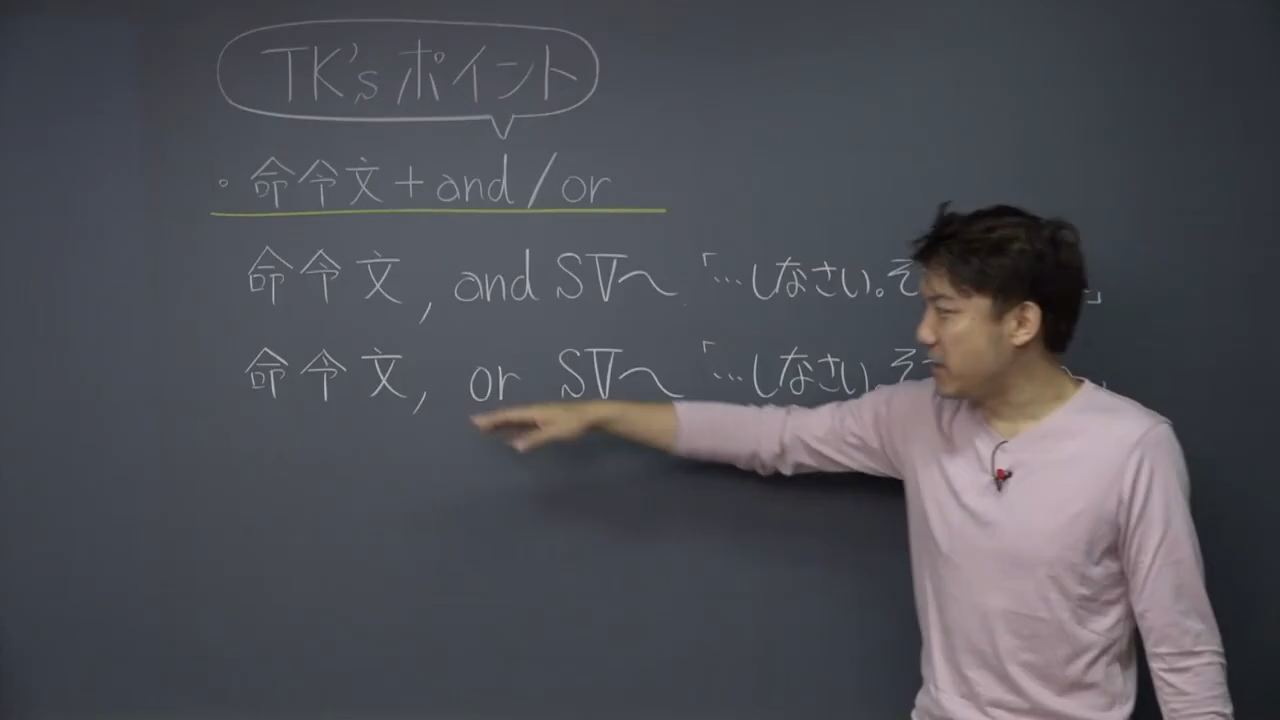 TK'sポイント
・命令文+and/or
命令文, and SV〜 「…しなさい。そ 」
命令文, or SV〜 「…しなさい。そ